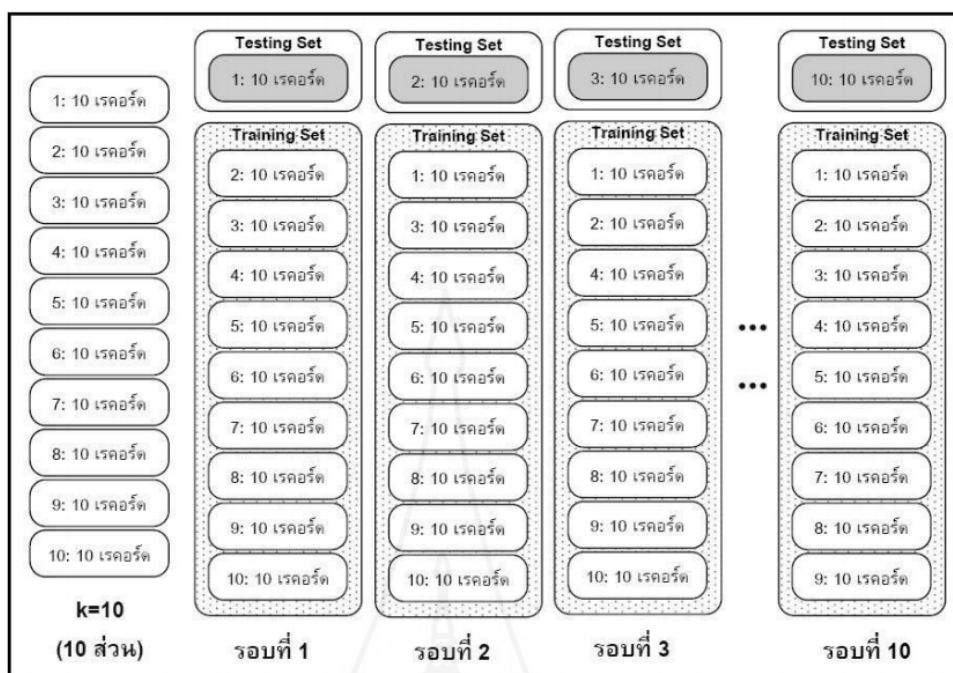 1: 10 เรคอร์ด
2: 10 เรคอร์ด
3: 10 เรคอร์ด
4: 10 เรคอร์ด
5: 10 เรคอร์ด
6: 10 เรคอร์ด
7: 10 เรคอร์ด
8: 10 เรคอร์ด
9: 10 เรคอร์ด
10: 10 เรคอร์ด
k=10
(10 ส่วน)
Testing Set
1: 10 เรคอร์ด
Training Set
2: 10 เรคอร์ด
3: 10 เรคอร์ด
4: 10 เรคอร์ด
5: 10 เรคอร์ด
6: 10 เรคอร์ด
7: 10 เรคอร์ด
8: 10 เรคอร์ด
9: 10 เรคอร์ด
10: 10 เรคอร์ด
รอบที่ 1
Testing Set
2: 10 เรคอร์ด
Training Set
1: 10 เรคอร์ด
3: 10 เรคอร์ด
4: 10 เรคอร์ด
5: 10 เรคอร์ด
6: 10 เรคอร์ด
7: 10 เรคอร์ด
8: 10 เรคอร์ด
9: 10 เรคอร์ด
10: 10 เรคอร์ด
รอบที่ 2
Testing Set
3: 10 เรคอร์ด
Training Set
1: 10 เรคอร์ด
2: 10 เรคอร์ด
4: 10 เรคอร์ด
5: 10 เรคอร์ด
6: 10 เรคอร์ด
7: 10 เรคอร์ด
8: 10 เรคอร์ด
9: 10 เรคอร์ด
10: 10 เรคอร์ด
รอบที่ 3
...
...
Testing Set
10: 10 เรคอร์ด
Training Set
1: 10 เรคอร์ด
2: 10 เรคอร์ด
3: 10 เรคอร์ด
4: 10 เรคอร์ด
5: 10 เรคอร์ด
6: 10 เรคอร์ด
7: 10 เรคอร์ด
8: 10 เรคอร์ด
9: 10 เรคอร์ด
รอบที่ 10